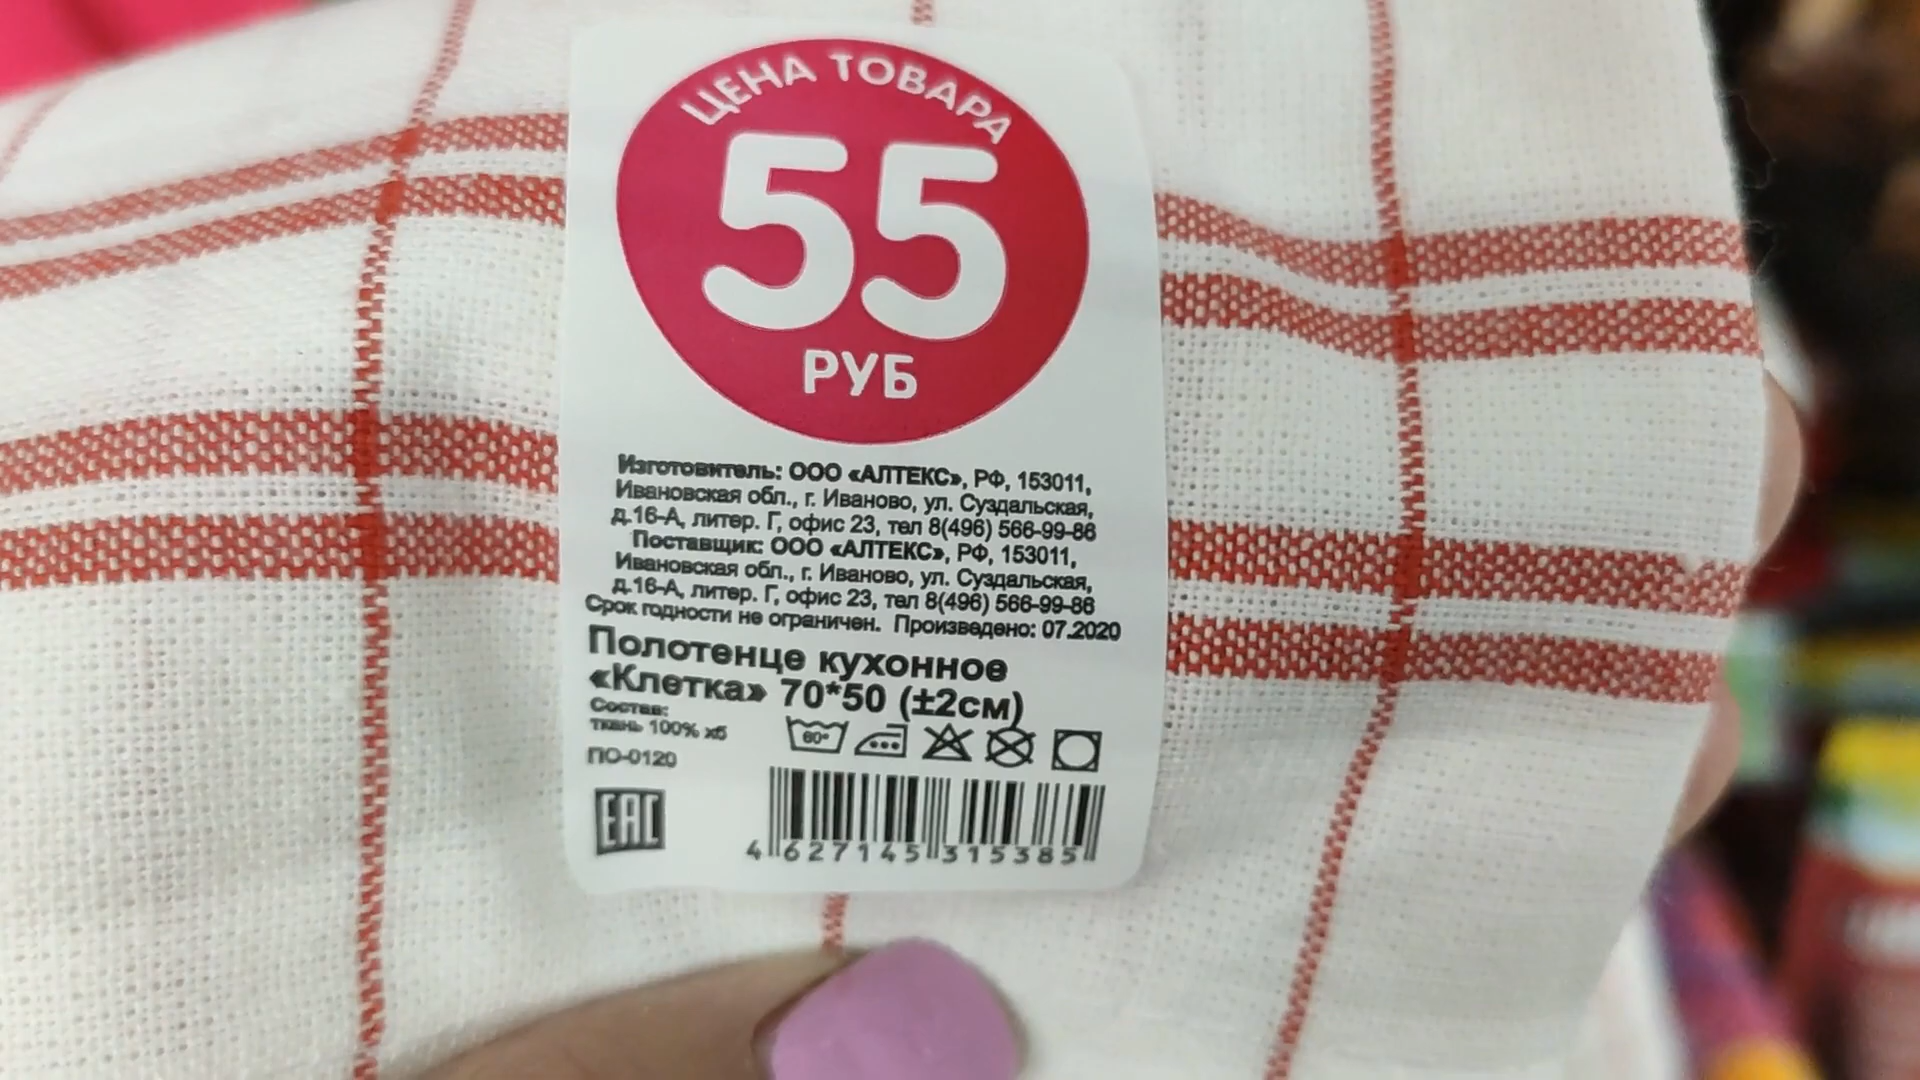 ЦЕНА ТОВАРА
55
РУБ
Изготовитель: ООО «АЛТЕКС», РФ, 153011,
Ивановская обл., г. Иваново, ул. Суздальская,
д.16-А, литер. Г, офис 23, тел 8(496) 566-99-86
Поставщик: ООО «АЛТЕКС», РФ, 153011,
Ивановская обл., г. Иваново, ул. Суздальская,
д.16-А, литер. Г, офис 23, тел 8(496) 566-99-86
Срок годности не ограничен. Произведено: 07.2020
Полотенце кухонное
«Клетка» 70*50 (±2см)
Состав:
ткань 100% хб
60°
ПО-0120
EAC
4 627145 315385